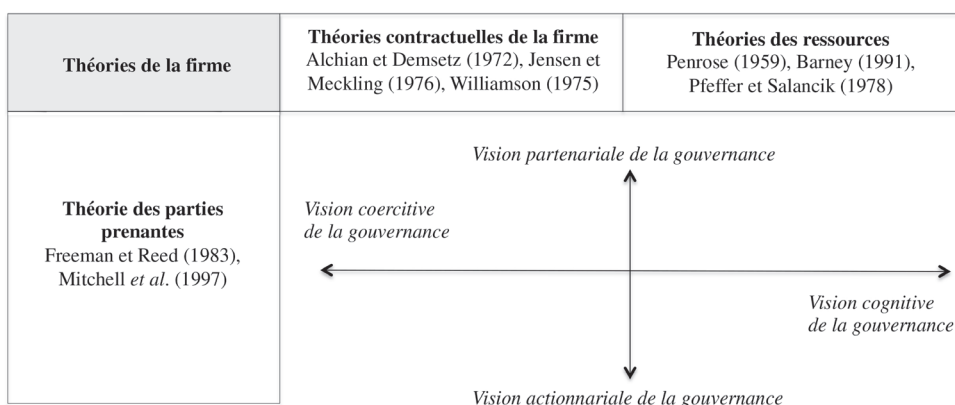 Théories de la firme
Théories contractuelles de la firme
Alchian et Demsetz (1972), Jensen et
Meckling (1976), Williamson (1975)
Théories des ressources
Penrose (1959), Barney (1991),
Pfeffer et Salancik (1978)
Théorie des parties
prenantes
Freeman et Reed (1983),
Mitchell et al. (1997)
Vision partenariale de la gouvernance
Vision coercitive
de la gouvernance
Vision cognitive
de la gouvernance
Vision actionnariale de la gouvernance